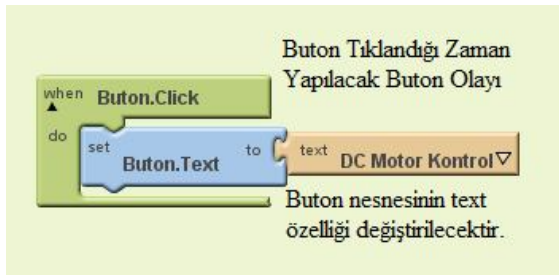 Buton Tıklandığı Zaman
Yapılacak Buton Olayı
when Buton.Click
do
set Buton.Text to
text DC Motor Kontrol
Buton nesnesinin text
özelliği değiştirilecektir.